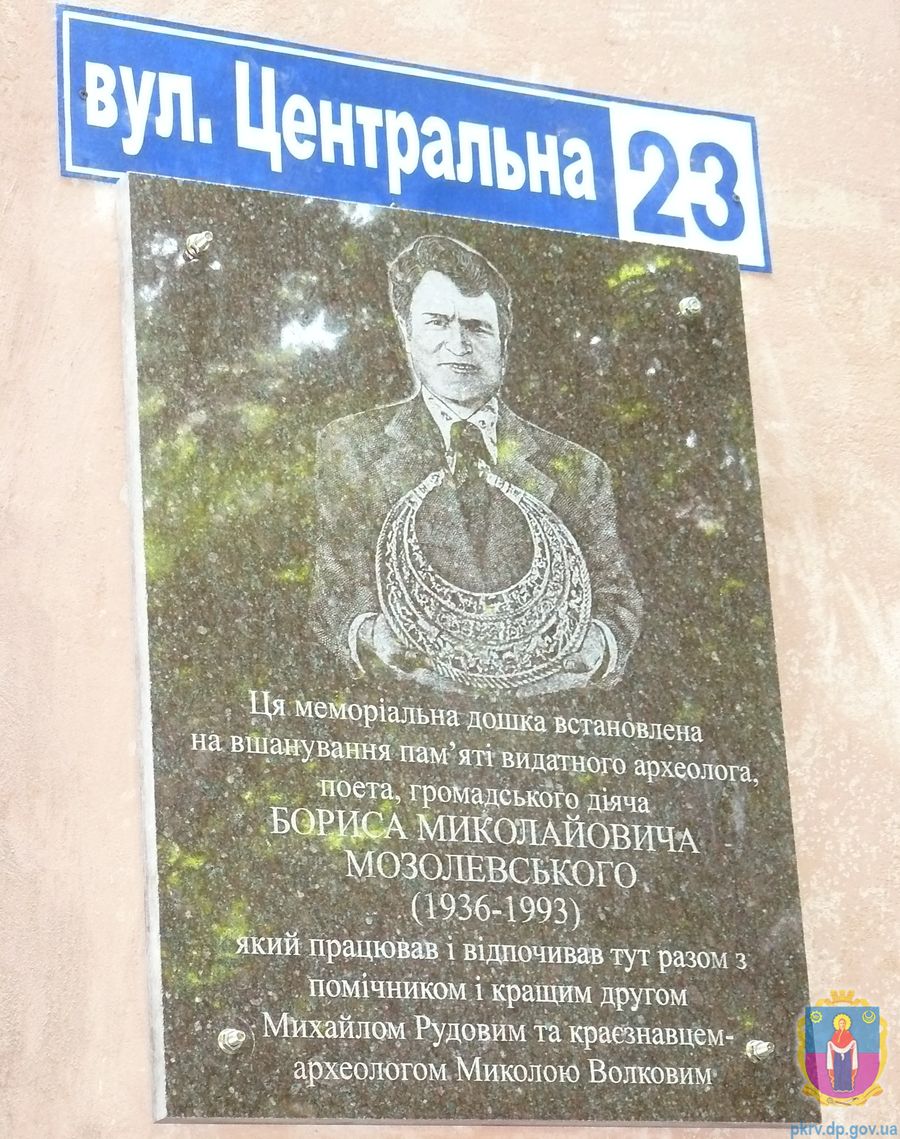 вул. Центральна 23
Ця меморіальна дошка встановлена
на вшанування пам’яті видатного археолога,
поета, громадського діяча
БОРИСА МИКОЛАЙОВИЧА
МОЗОЛЕВСЬКОГО
(1936-1993)
який працював і відпочивав тут разом з
помічником і кращим другом
Михайлом Рудовим та краєзнавцем-
археологом Миколою Волковим
pkrv.dp.gov.ua